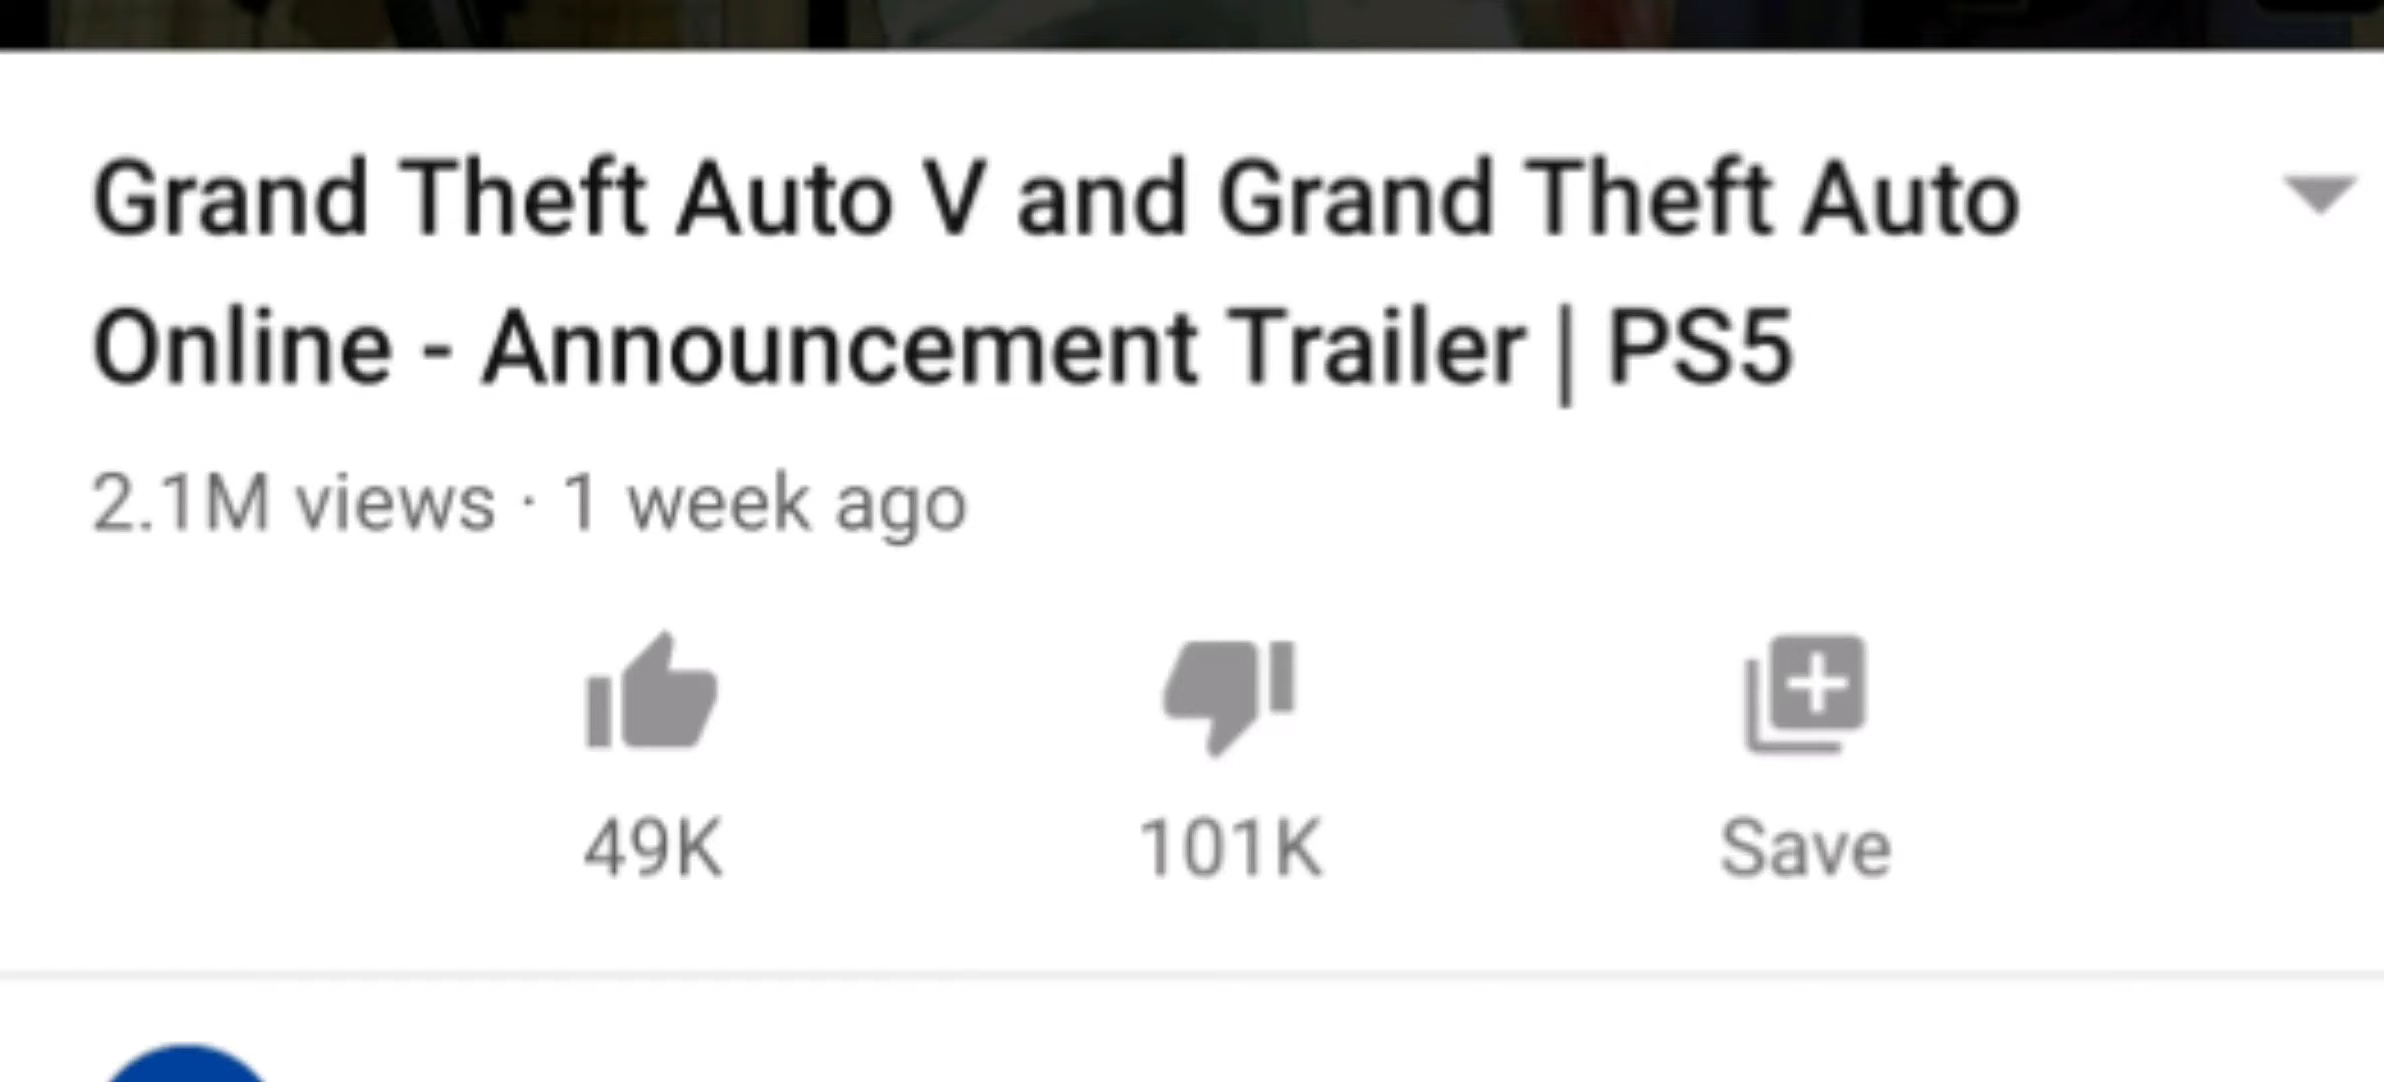 Grand Theft Auto V and Grand Theft Auto
Online - Announcement Trailer | PS5
2.1M views · 1 week ago
49K 101K Save